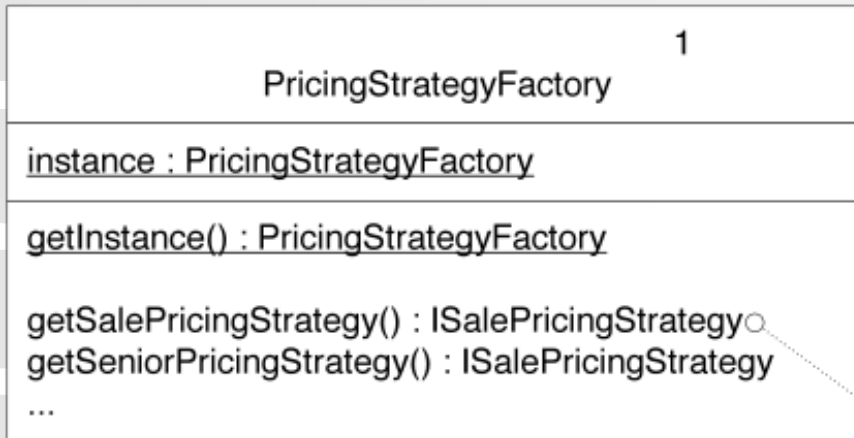 1
PricingStrategyFactory
instance : PricingStrategyFactory
getInstance() : PricingStrategyFactory
getSalePricingStrategy() : ISalePricingStrategy
getSeniorPricingStrategy() : ISalePricingStrategy
...